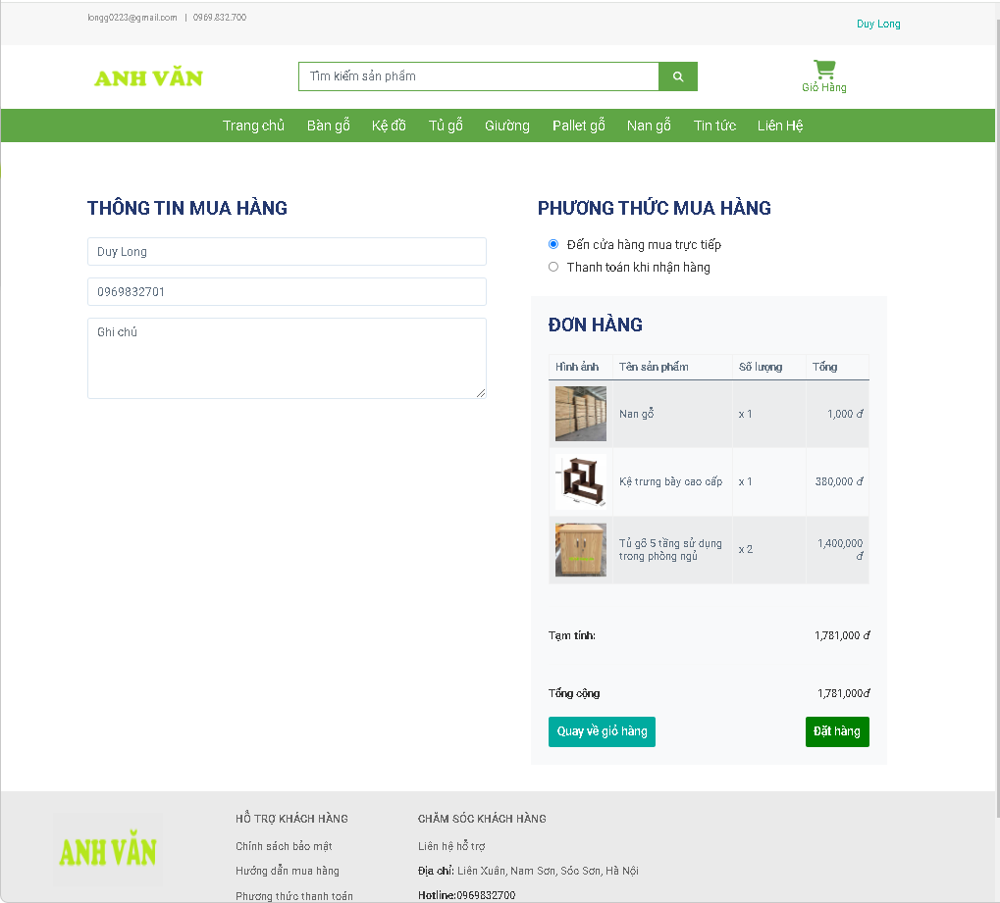 longg0223@gmail.com | 0969.832.700
Duy Long
ANH VĂN
Tìm kiếm sản phẩm
Giỏ Hàng
Trang chủ Bàn gỗ Kệ đồ Tủ gỗ Giường Pallet gỗ Nan gỗ Tin tức Liên Hệ
THÔNG TIN MUA HÀNG
Duy Long
0969832701
Ghi chú
PHƯƠNG THỨC MUA HÀNG
Đến cửa hàng mua trực tiếp
Thanh toán khi nhận hàng
ĐƠN HÀNG
Hình ảnh Tên sản phẩm Số lượng Tổng
Nan gỗ x 1 1,000 đ
Kệ trưng bày cao cấp x 1 380,000 đ
Tủ gỗ 5 tầng sử dụng
trong phòng ngủ
x 2
1,400,000
đ
Tạm tính: 1,781,000 đ
Tổng cộng 1,781,000đ
Quay về giỏ hàng Đặt hàng
ANH VĂN
HỖ TRỢ KHÁCH HÀNG
Chính sách bảo mật
Hướng dẫn mua hàng
Phương thức thanh toán
CHĂM SÓC KHÁCH HÀNG
Liên hệ hỗ trợ
Địa chỉ: Liên Xuân, Nam Sơn, Sóc Sơn, Hà Nội
Hotline:0969832700